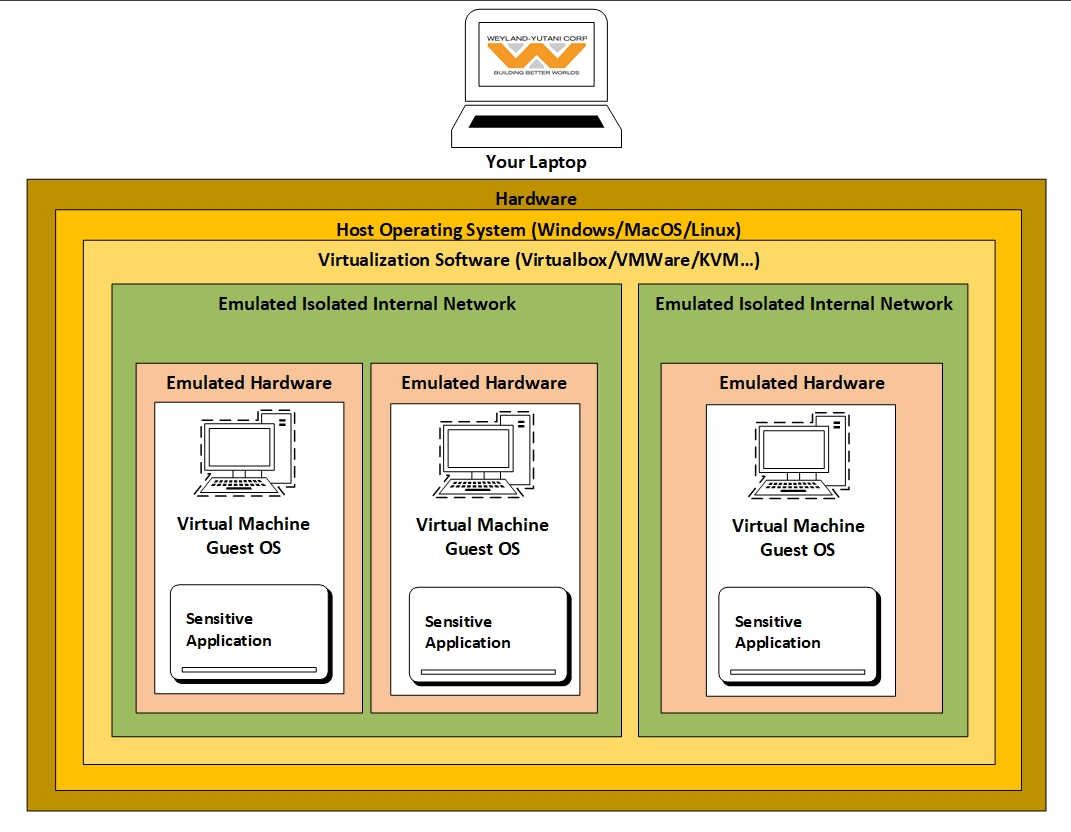 WEYLAND-YUTANI CORP
BUILDING BETTER WORLDS
Your Laptop
Hardware
Host Operating System (Windows/MacOS/Linux)
Virtualization Software (Virtualbox/VMWare/KVM...)
Emulated Isolated Internal Network
Emulated Hardware
Virtual Machine
Guest OS
Sensitive
Application
Emulated Hardware
Virtual Machine
Guest OS
Sensitive
Application
Emulated Isolated Internal Network
Emulated Hardware
Virtual Machine
Guest OS
Sensitive
Application